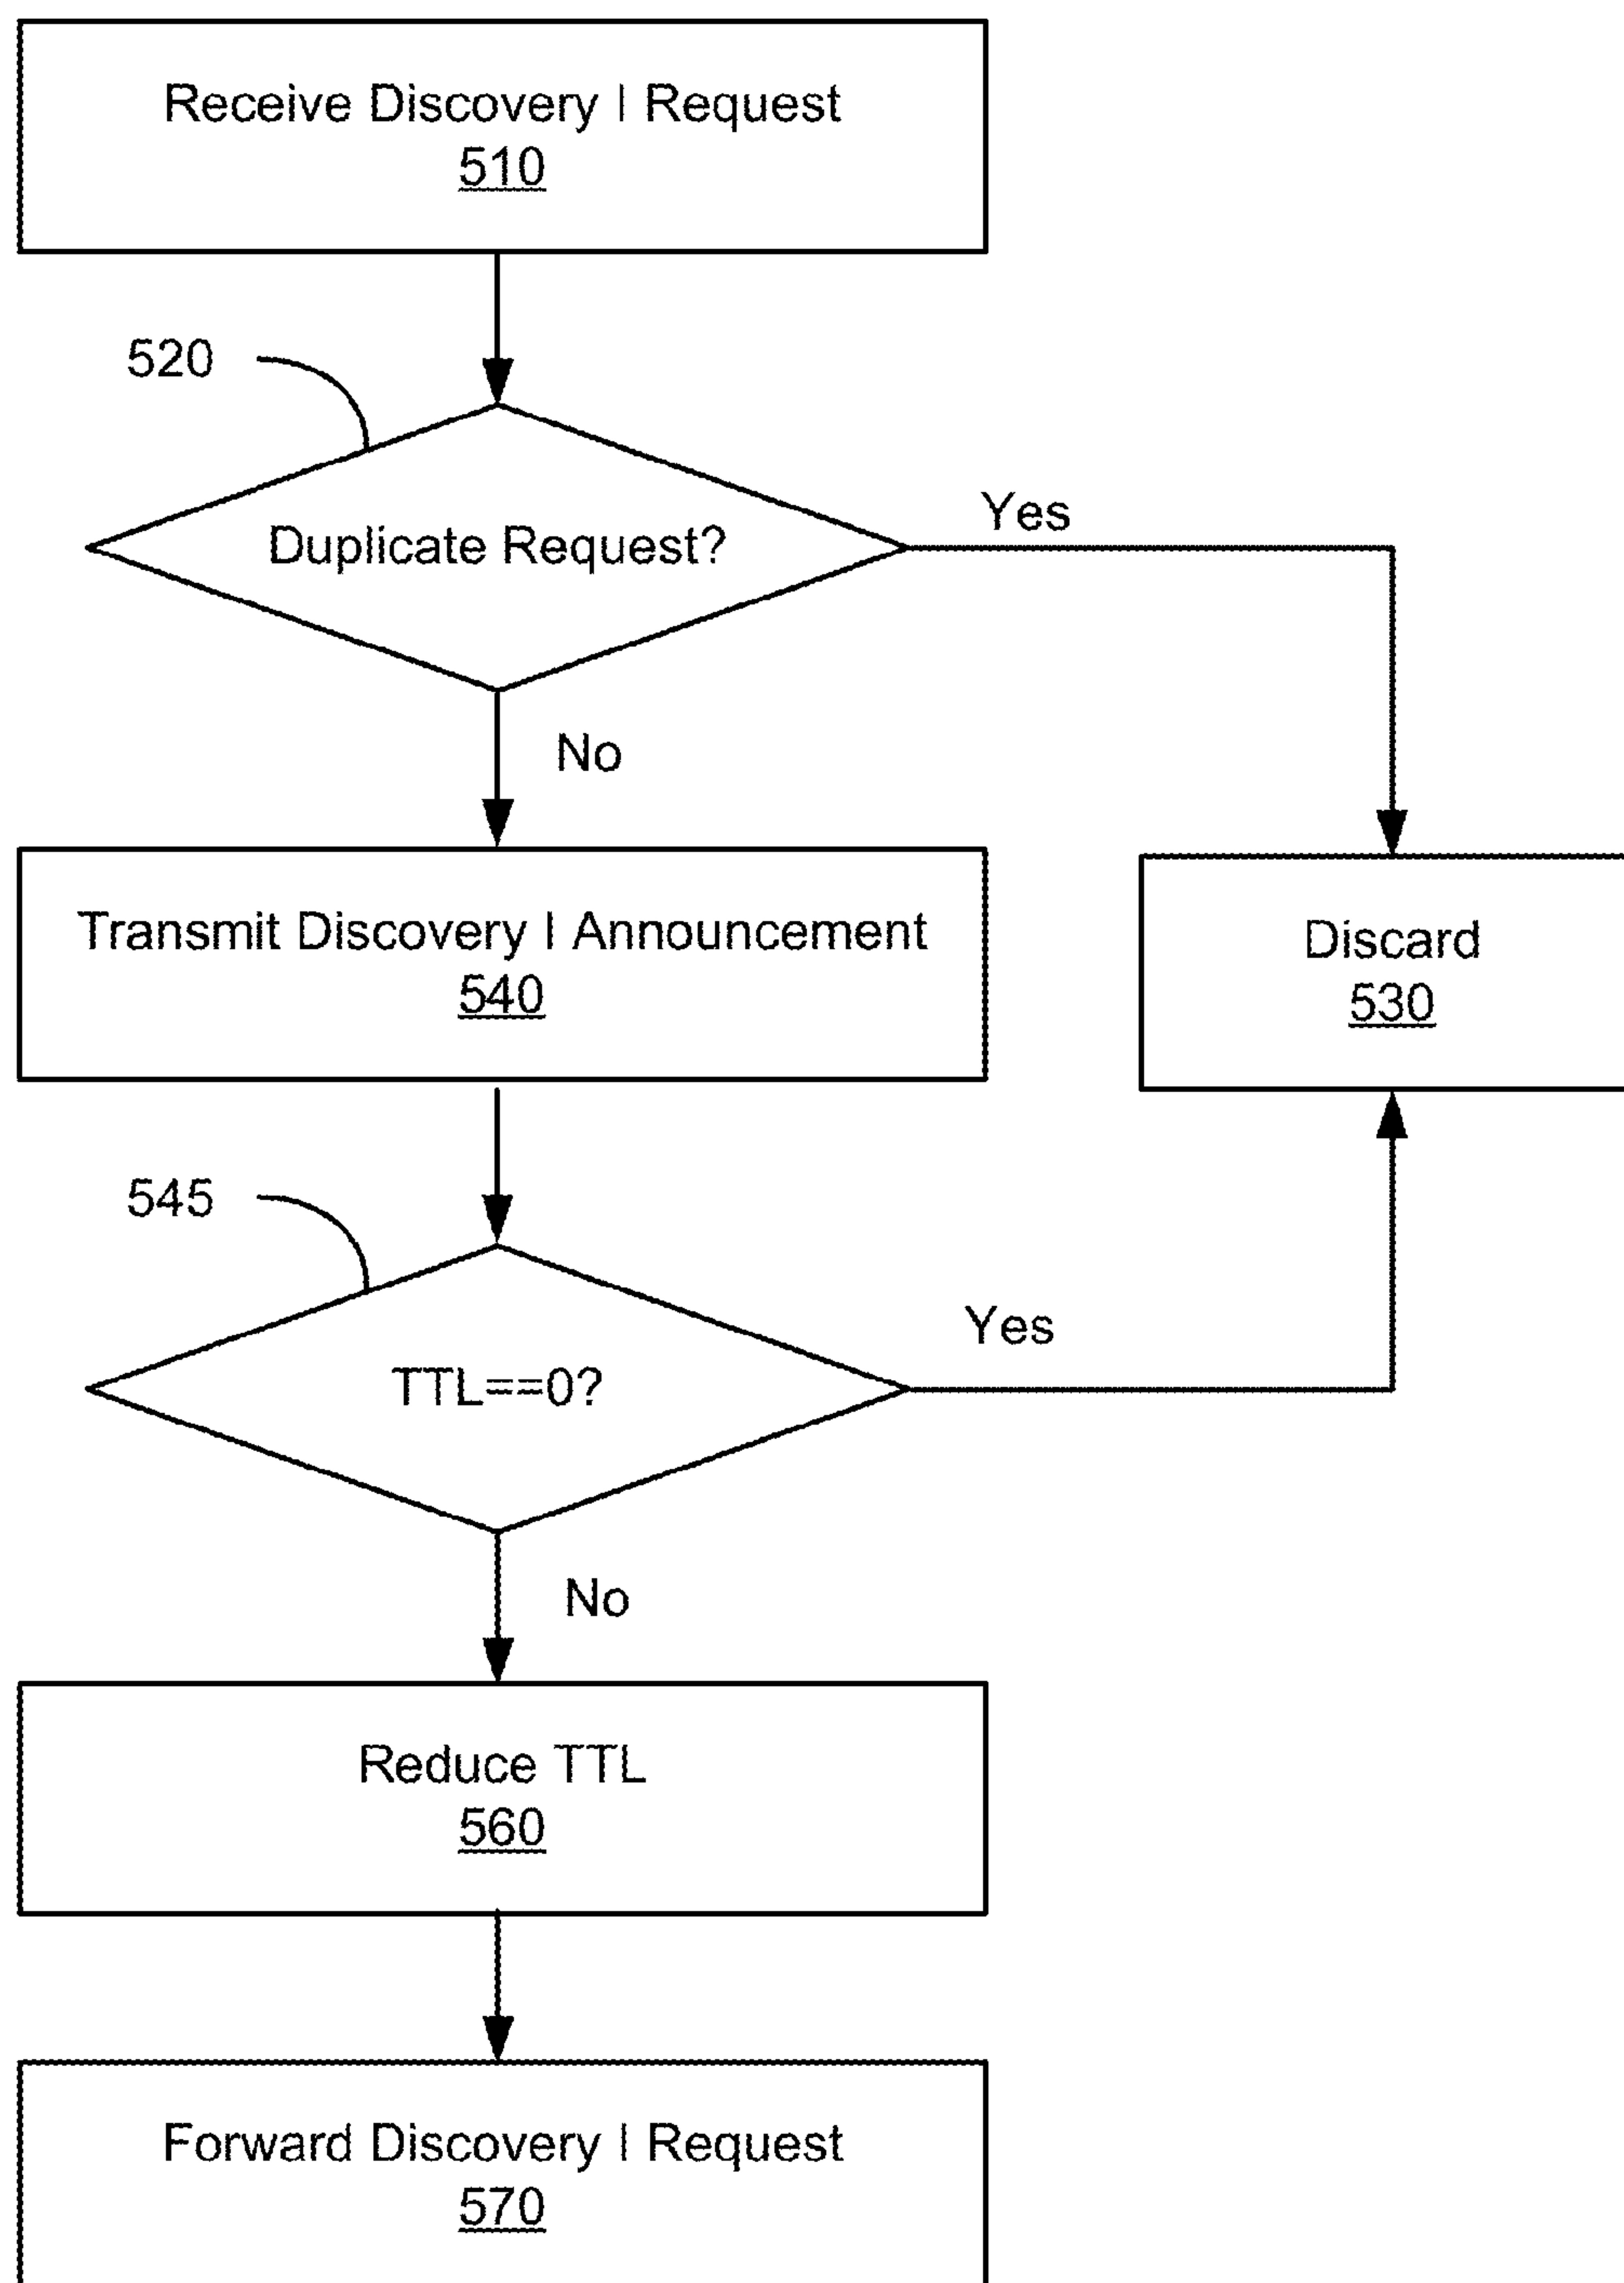 Receive Discovery I Request
510
520
Duplicate Request?
Yes
No
Transmit Discovery I Announcement
540
Discard
530
545
TTL==0?
Yes
No
Reduce TTL
560
Forward Discovery I Request
570